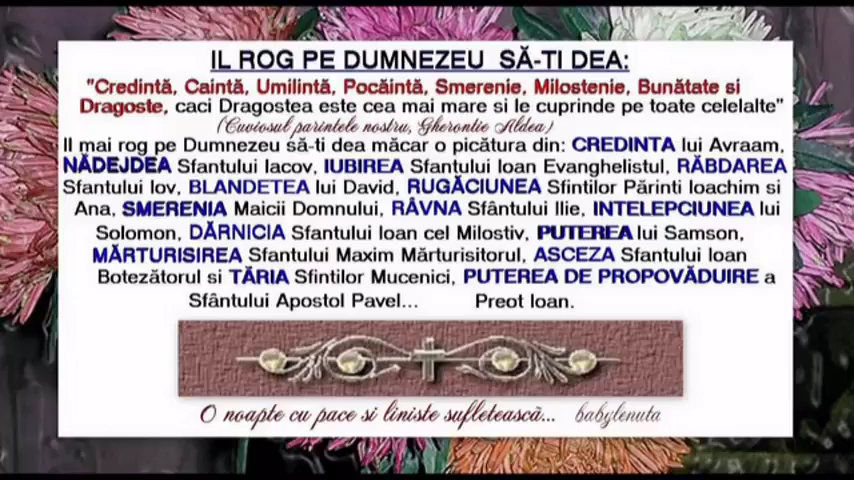 IL ROG PE DUMNEZEU SĂ-TI DEA:
"Credintă, Caintă, Umilintă, Pocăintă, Smerenie, Milostenie, Bunătate si
Dragoste, caci Dragostea este cea mai mare si le cuprinde pe toate celelalte"
(Cuviosul parintele nostru, Gherontie Aldea)
Il mai rog pe Dumnezeu să-ti dea măcar o picătura din: CREDINTA lui Avraam,
NĂDEJDEA Sfantului Iacov, IUBIREA Sfantului Ioan Evanghelistul, RĂBDAREA
Sfantului Iov, BLANDETEA lui David, RUGĂCIUNEA Sfintilor Părinti Ioachim si
Ana, SMERENIA Maicii Domnului, RÂVNA Sfântului Ilie, INTELEPCIUNEA lui
Solomon, DĂRNICIA Sfantului Ioan cel Milostiv, PUTEREA lui Samson,
MĂRTURISIREA Sfantului Maxim Mărturisitorul, ASCEZA Sfantului Ioan
Botezătorul si TĂRIA Sfintilor Mucenici, PUTEREA DE PROPOVĂDUIRE a
Sfântului Apostol Pavel... Preot Ioan.
O noapte cu pace si liniste sufletească... babylenuta